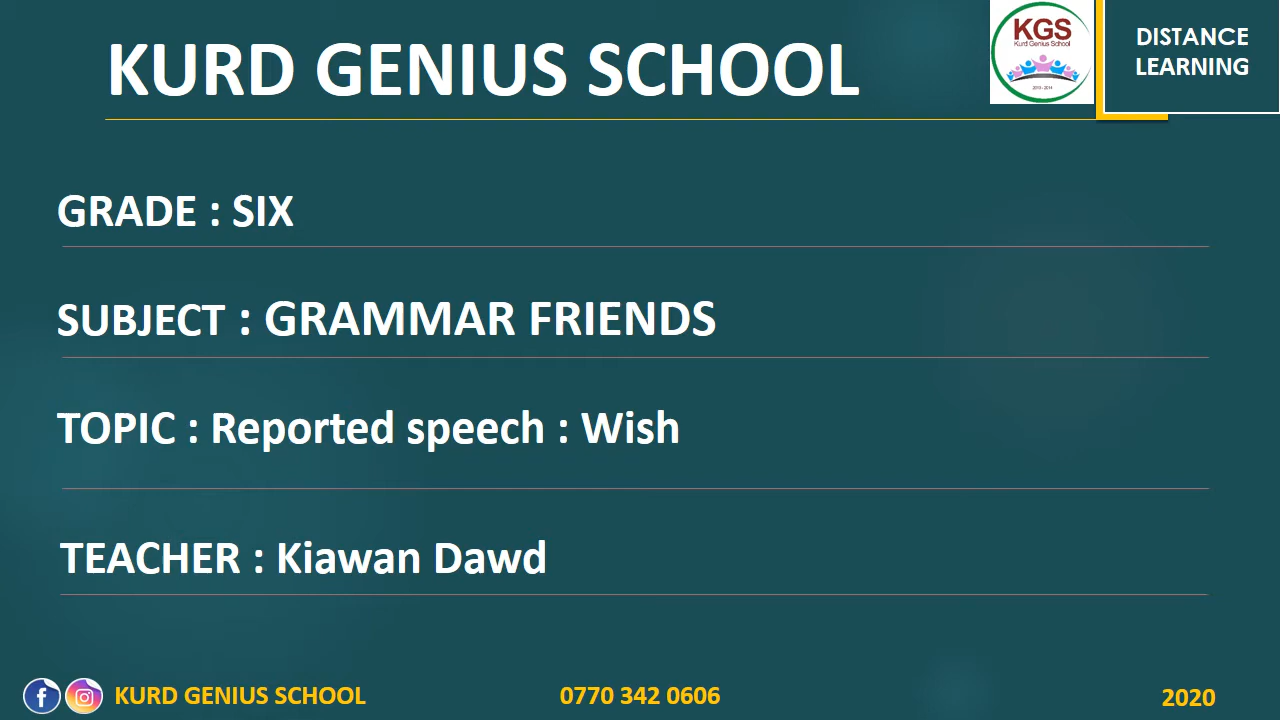 KURD GENIUS SCHOOL
KGS
Kurd Genius School
DISTANCE
LEARNING
GRADE : SIX
SUBJECT : GRAMMAR FRIENDS
TOPIC : Reported speech : Wish
TEACHER : Kiawan Dawd
KURD GENIUS SCHOOL
0770 342 0606
2020